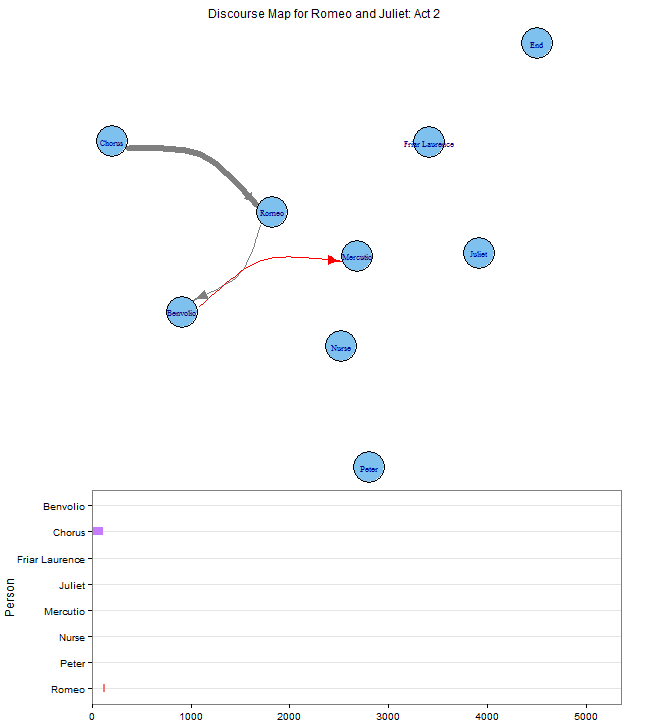 Discourse Map for Romeo and Juliet: Act 2
End
Chorus
Friar Laurence
Romeo
Mercutio
Juliet
Benvolio
Nurse
Peter
Person
Benvolio
Chorus
Friar Laurence
Juliet
Mercutio
Nurse
Peter
Romeo
0 1000 2000 3000 4000 5000